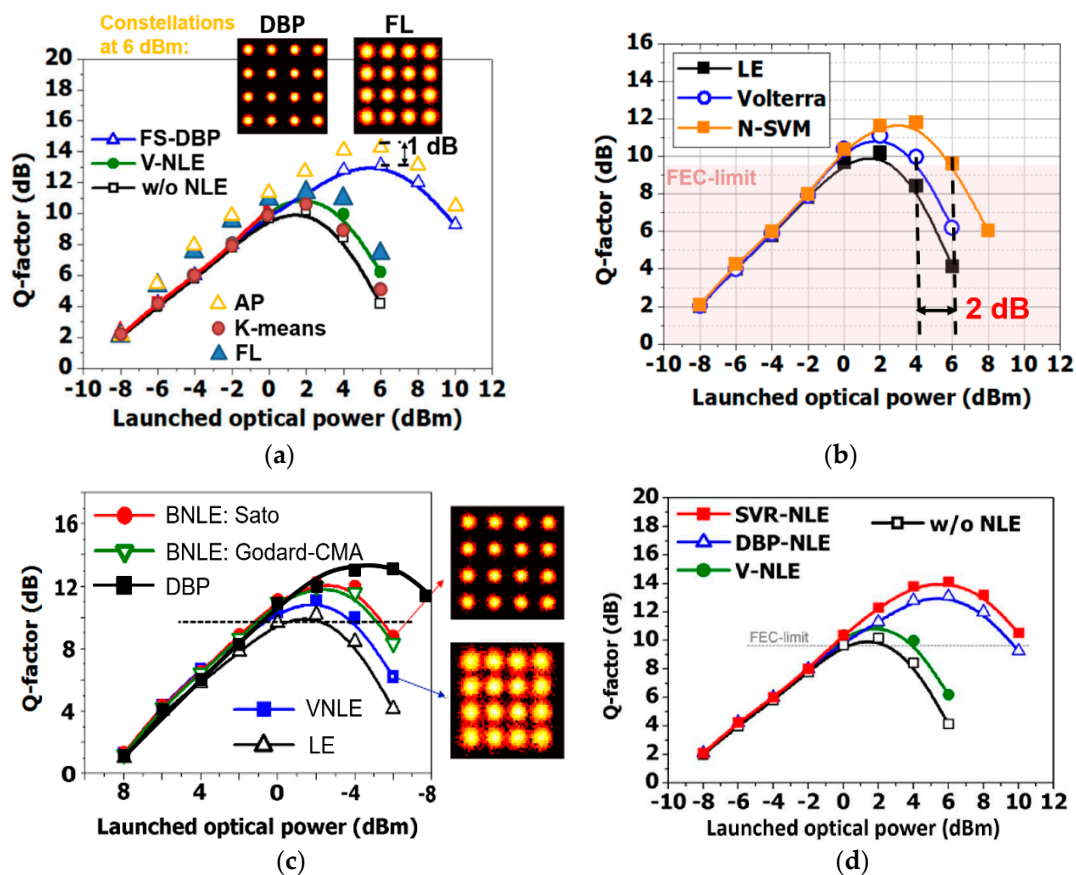 Constellations
at 6 dBm:
DBP
FL
20
18
16
14
12
10
8
6
4
2
0
Q-factor (dB)
FS-DBP
V-NLE
w/o NLE
1 dB
AP
K-means
FL
-10 -8 -6 -4 -2 0 2 4 6 8 10 12
Launched optical power (dBm)
(a)
16
14
12
10
8
6
4
2
0
Q-factor (dB)
LE
Volterra
N-SVM
FEC-limit
2 dB
-10 -8 -6 -4 -2 0 2 4 6 8 10
Launched optical power (dBm)
(b)
16
12
8
4
0
Q-factor (dB)
BNLE: Sato
BNLE: Godard-CMA
DBP
VNLE
LE
8 4 0 -4 -8
Launched optical power (dBm)
(c)
20
18
16
14
12
10
8
6
4
2
0
Q-factor (dB)
SVR-NLE
w/o NLE
DBP-NLE
V-NLE
FEC-limit
-10 -8 -6 -4 -2 0 2 4 6 8 10 12
Launched optical power (dBm)
(d)